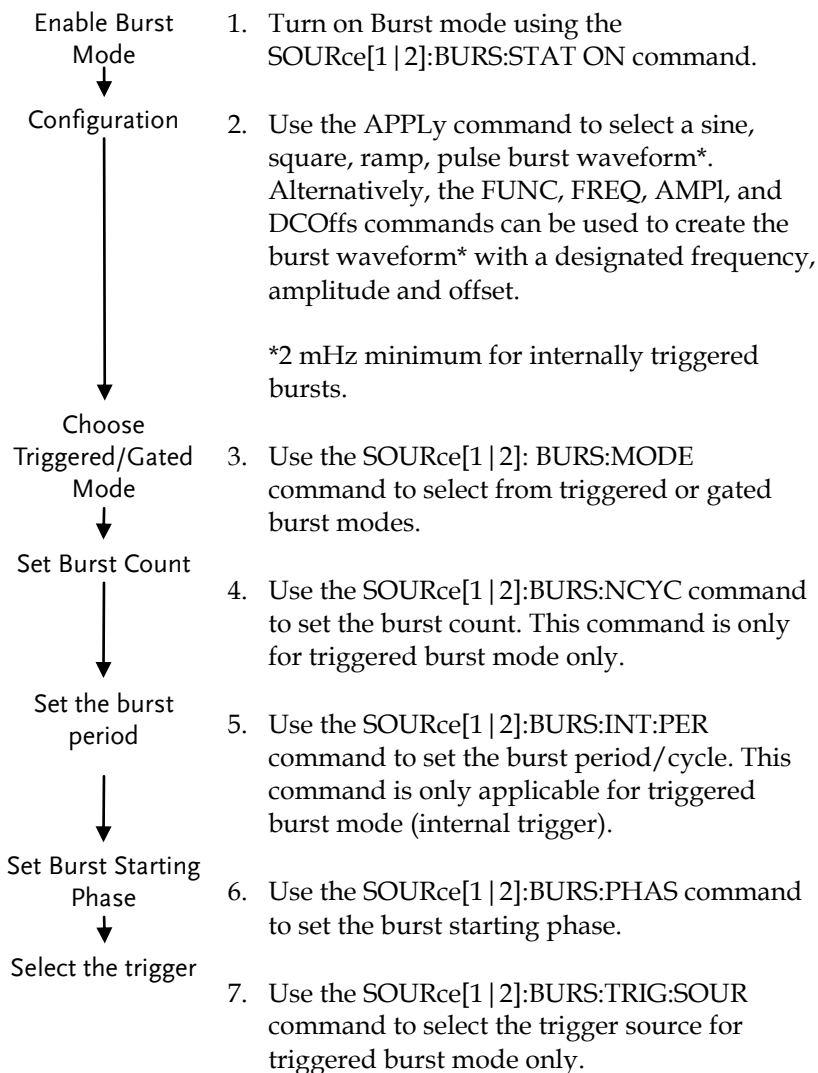 Enable Burst
Mode
1. Turn on Burst mode using the
SOURce[1|2]:BURS:STAT ON command.
Configuration
2. Use the APPLy command to select a sine,
square, ramp, pulse burst waveform*.
Alternatively, the FUNC, FREQ, AMPl, and
DCOffs commands can be used to create the
burst waveform* with a designated frequency,
amplitude and offset.
*2 mHz minimum for internally triggered
bursts.
Choose
Triggered/Gated
Mode
3. Use the SOURce[1|2]: BURS:MODE
command to select from triggered or gated
burst modes.
Set Burst Count
4. Use the SOURce[1|2]:BURS:NCYC command
to set the burst count. This command is only
for triggered burst mode only.
Set the burst
period
5. Use the SOURce[1|2]:BURS:INT:PER
command to set the burst period/cycle. This
command is only applicable for triggered
burst mode (internal trigger).
Set Burst Starting
Phase
6. Use the SOURce[1|2]:BURS:PHAS command
to set the burst starting phase.
Select the trigger
7. Use the SOURce[1|2]:BURS:TRIG:SOUR
command to select the trigger source for
triggered burst mode only.